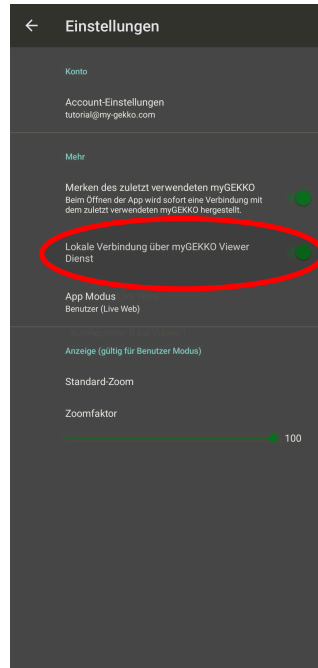 Einstellungen
Konto
Account-Einstellungen
tutorial@my-gekko.com
Mehr
Merken des zuletzt verwendeten myGEKKO
Beim Öffnen der App wird sofort eine Verbindung mit
dem zuletzt verwendeten myGEKKO hergestellt.
Lokale Verbindung über myGEKKO Viewer
Dienst
App Modus
Benutzer (Live Web)
Anzeige (gültig für Benutzer Modus)
Standard-Zoom
Zoomfaktor
100